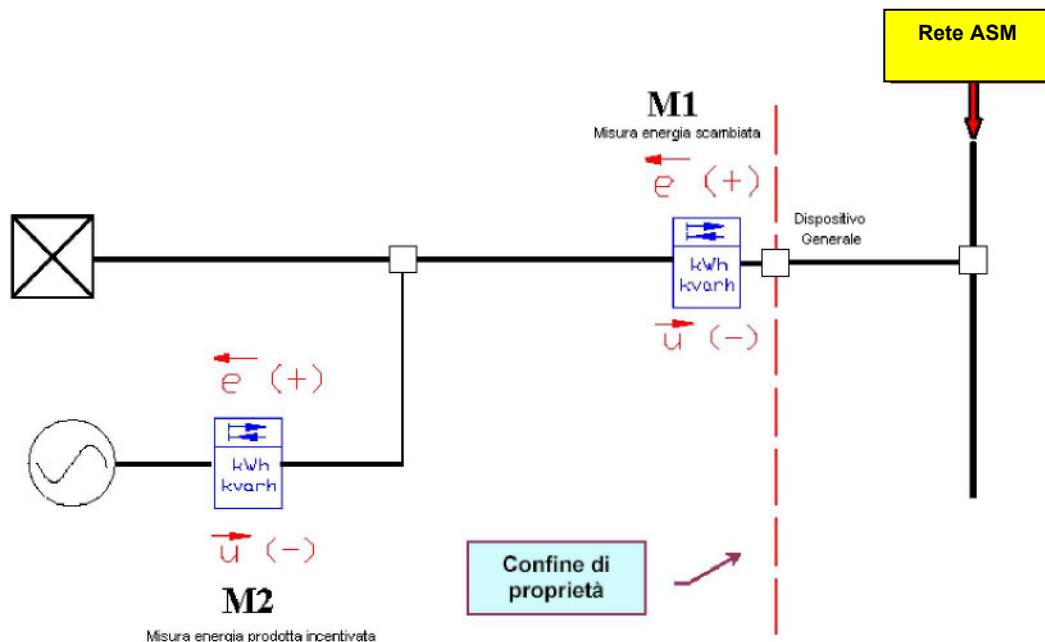 Rete ASM
M1
Misura energia scambiata
e (+)
Dispositivo
Generale
kWh
kvarh
u (-)
e (+)
kWh
kvarh
u (-)
M2
Misura energia prodotta incentivata
Confine di
proprietà